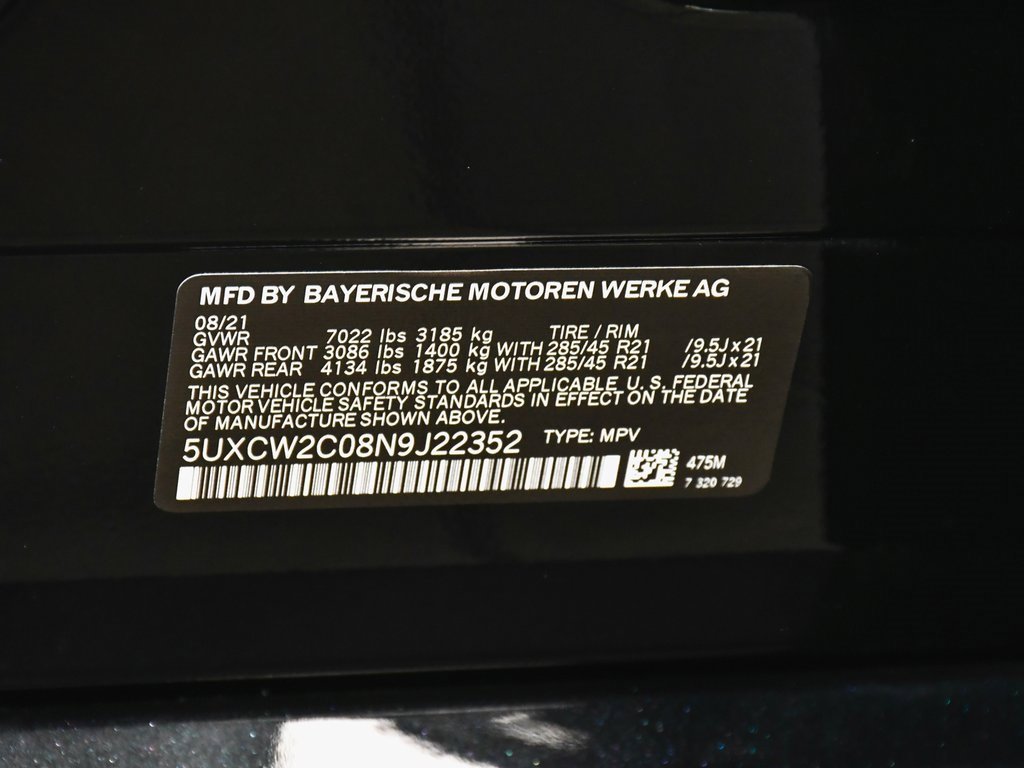 MFD BY BAYERISCHE MOTOREN WERKE AG
08/21
GVWR 7022 lbs 3185 kg TIRE / RIM
GAWR FRONT 3086 lbs 1400 kg WITH 285/45 R21 /9.5J x 21
GAWR REAR 4134 lbs 1875 kg WITH 285/45 R21 /9.5J x 21
THIS VEHICLE CONFORMS TO ALL APPLICABLE U.S. FEDERAL
MOTOR VEHICLE SAFETY STANDARDS IN EFFECT ON THE DATE
OF MANUFACTURE SHOWN ABOVE.
5UXCW2C08N9J22352 TYPE: MPV
475M
7 320 729